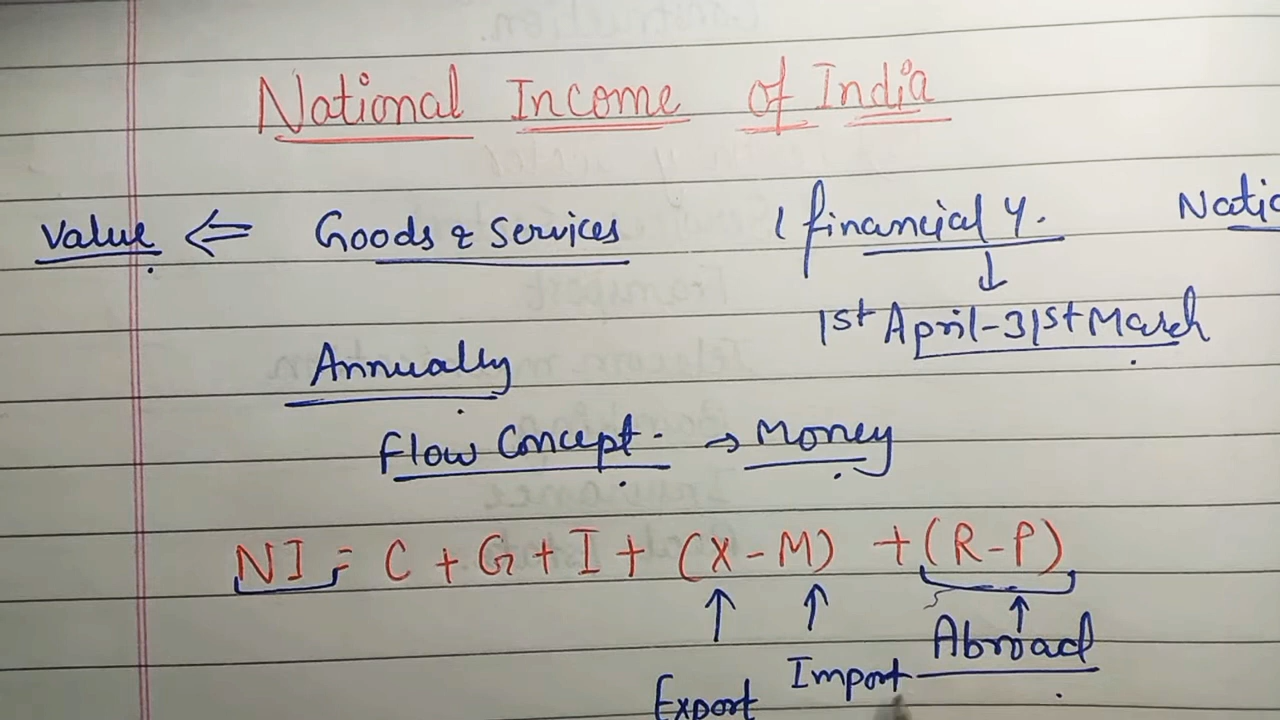 National Income of India
Value ⇐ Goods & Services 1 financial Y. Natio
↓
1st April-31st March
Annually
Flow Concept. → Money
NI = C + G + I + (X - M) + (R - P)
↑ ↑ ↑
Abroad
Import
Export